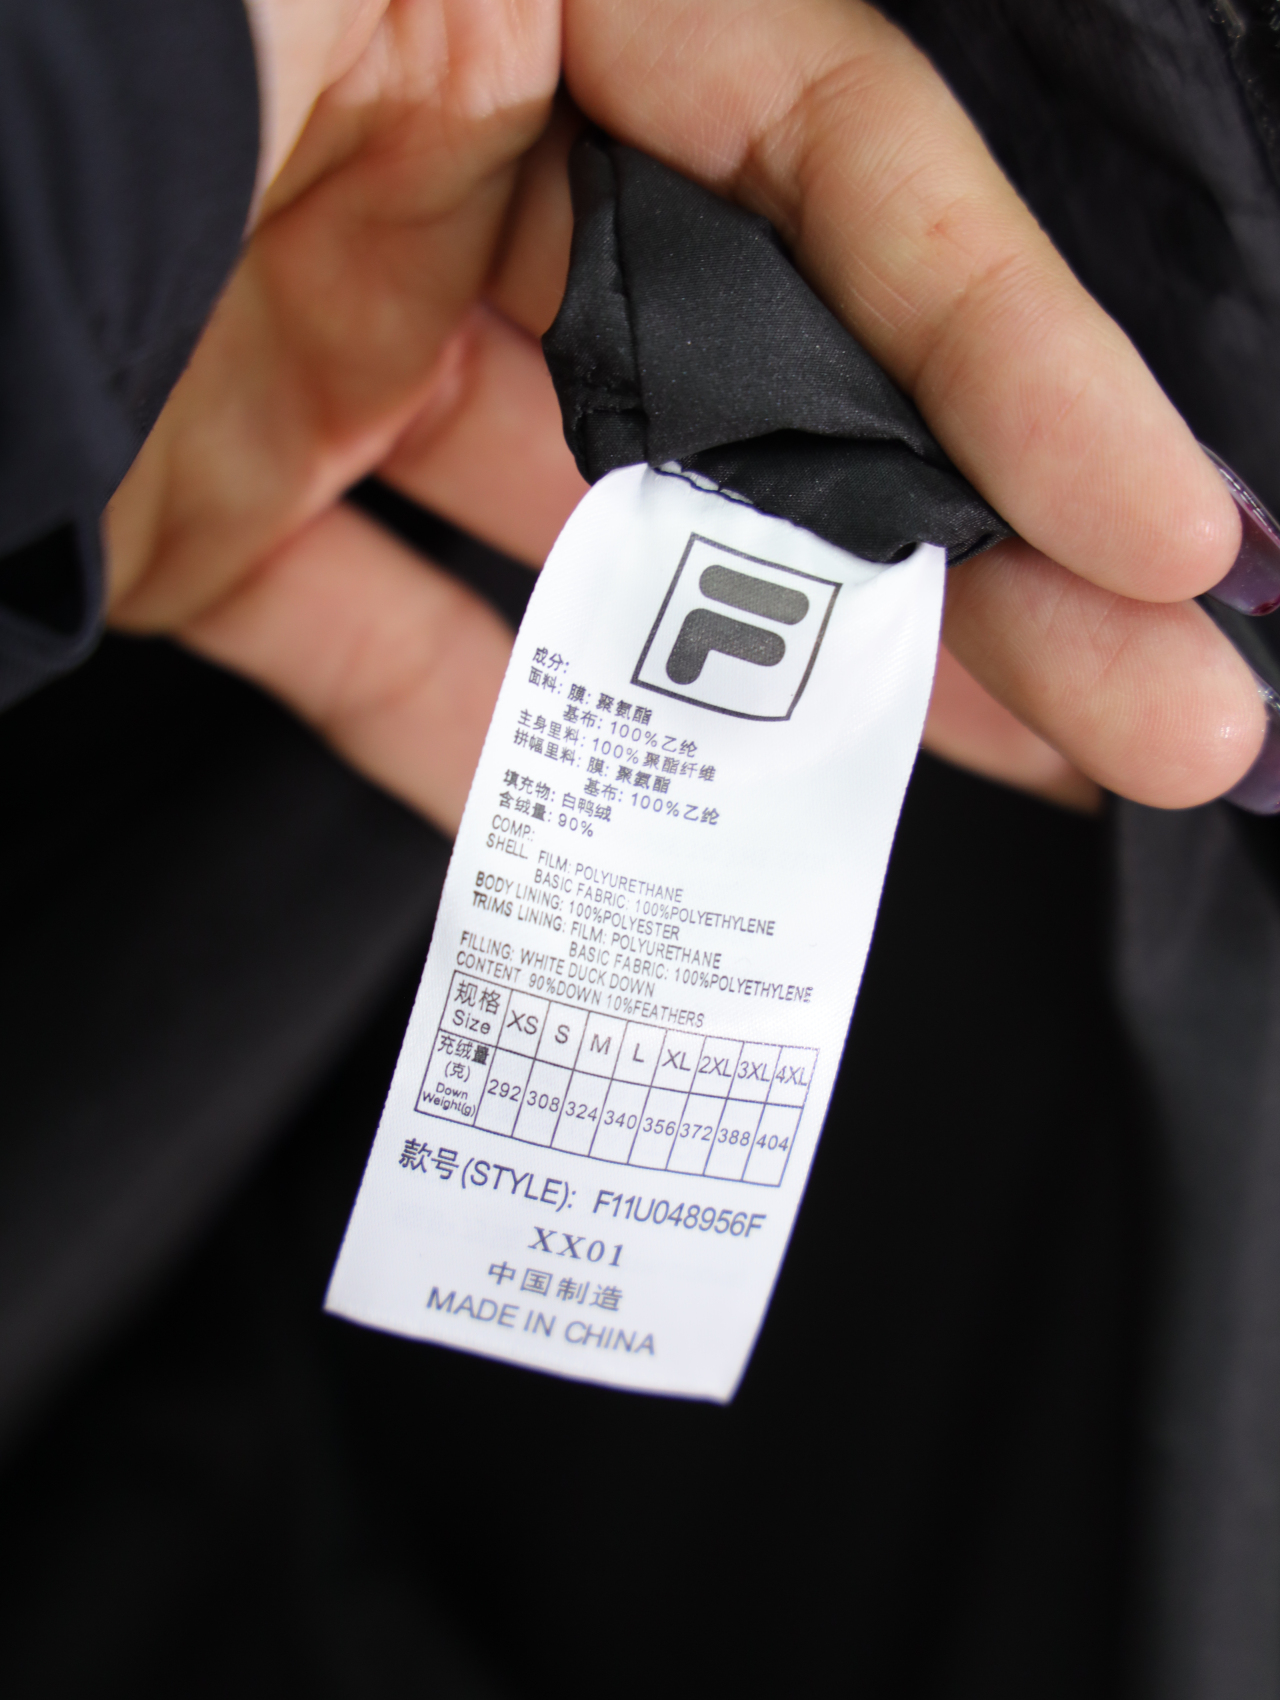 F
成分:
面料: 膜: 聚氨酯
基布: 100%乙纶
主身里料: 100%聚酯纤维
拼幅里料: 膜: 聚氨酯
基布: 100%乙纶
填充物: 白鸭绒
含绒量: 90%
COMP:
SHELL FILM: POLYURETHANE
BASIC FABRIC: 100%POLYETHYLENE
BODY LINING: 100%POLYESTER
TRIMS LINING: FILM: POLYURETHANE
BASIC FABRIC: 100%POLYETHYLENE
FILLING: WHITE DUCK DOWN
CONTENT 90%DOWN 10%FEATHERS
规格 Size XS S M L XL 2XL 3XL 4XL
充绒量 (克) Down Weight(g) 292 308 324 340 356 372 388 404
款号(STYLE): F11U048956F
XX01
中国制造
MADE IN CHINA